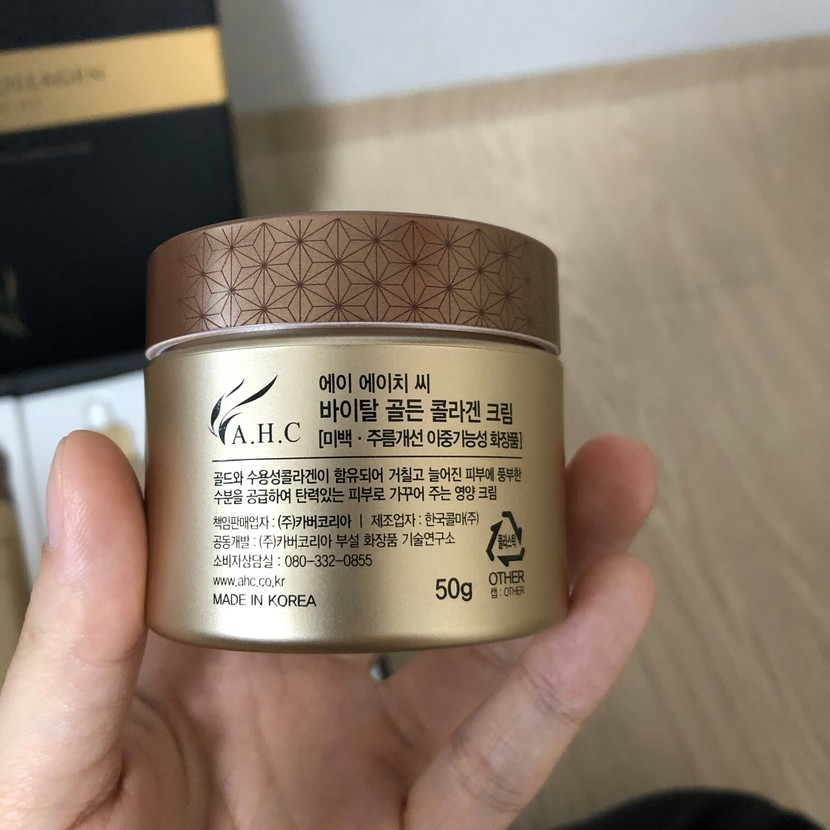 COLLAGEN
A.H.C
에이 에이치 씨
바이탈 골든 콜라겐 크림
[미백 · 주름개선 이중기능성 화장품]
골드와 수용성콜라겐이 함유되어 거칠고 늘어진 피부에 풍부한
수분을 공급하여 탄력있는 피부로 가꾸어 주는 영양 크림
책임판매업자 : (주)카버코리아 | 제조업자 : 한국콜마(주)
공동개발 : (주)카버코리아 부설 화장품 기술연구소
소비자상담실 : 080-332-0855
www.ahc.co.kr
MADE IN KOREA
50g
플라스틱
OTHER
캡 : OTHER